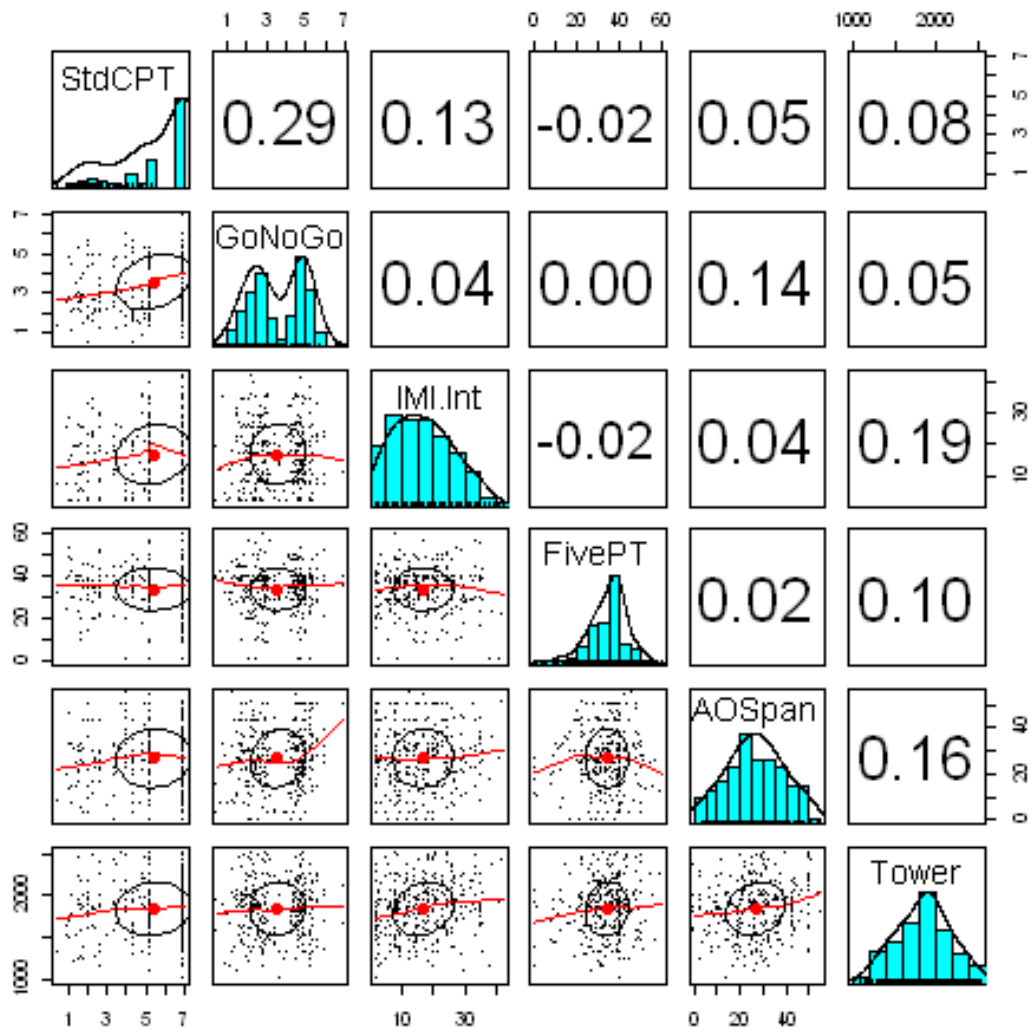 1 3 5 7 0 20 40 60 1000 2000
StdCPT 0.29 0.13 -0.02 0.05 0.08
1 3 5 7
1 3 5 7
GoNoGo 0.04 0.00 0.14 0.05
IMI.Int -0.02 0.04 0.19
10 30
0 20 40 60
FivePT 0.02 0.10
AOSpan 0.16
0 20 40
1000 2000
Tower
1 3 5 7 10 30 0 20 40